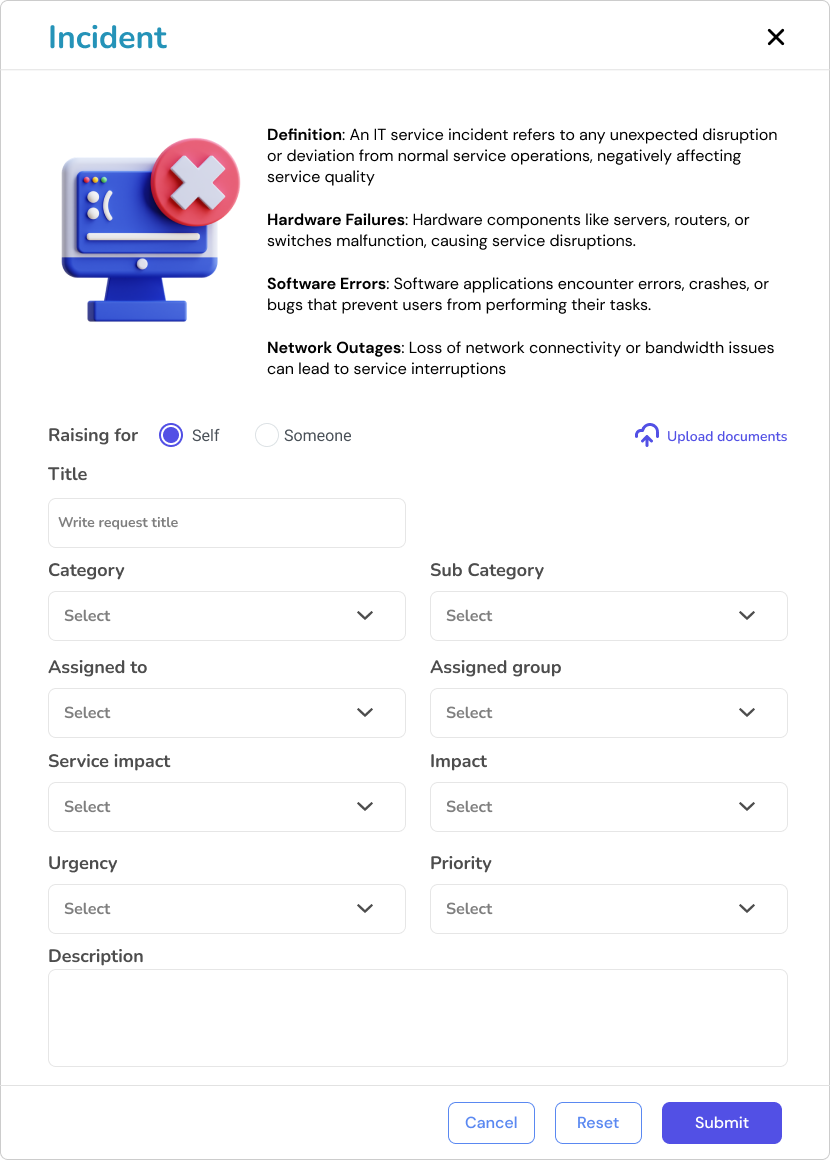 Incident
Definition: An IT service incident refers to any unexpected disruption
or deviation from normal service operations, negatively affecting
service quality
Hardware Failures: Hardware components like servers, routers, or
switches malfunction, causing service disruptions.
Software Errors: Software applications encounter errors, crashes, or
bugs that prevent users from performing their tasks.
Network Outages: Loss of network connectivity or bandwidth issues
can lead to service interruptions
Raising for Self Someone Upload documents
Title
Write request title
Category Sub Category
Select Select
Assigned to Assigned group
Select Select
Service impact Impact
Select Select
Urgency Priority
Select Select
Description
Cancel Reset Submit